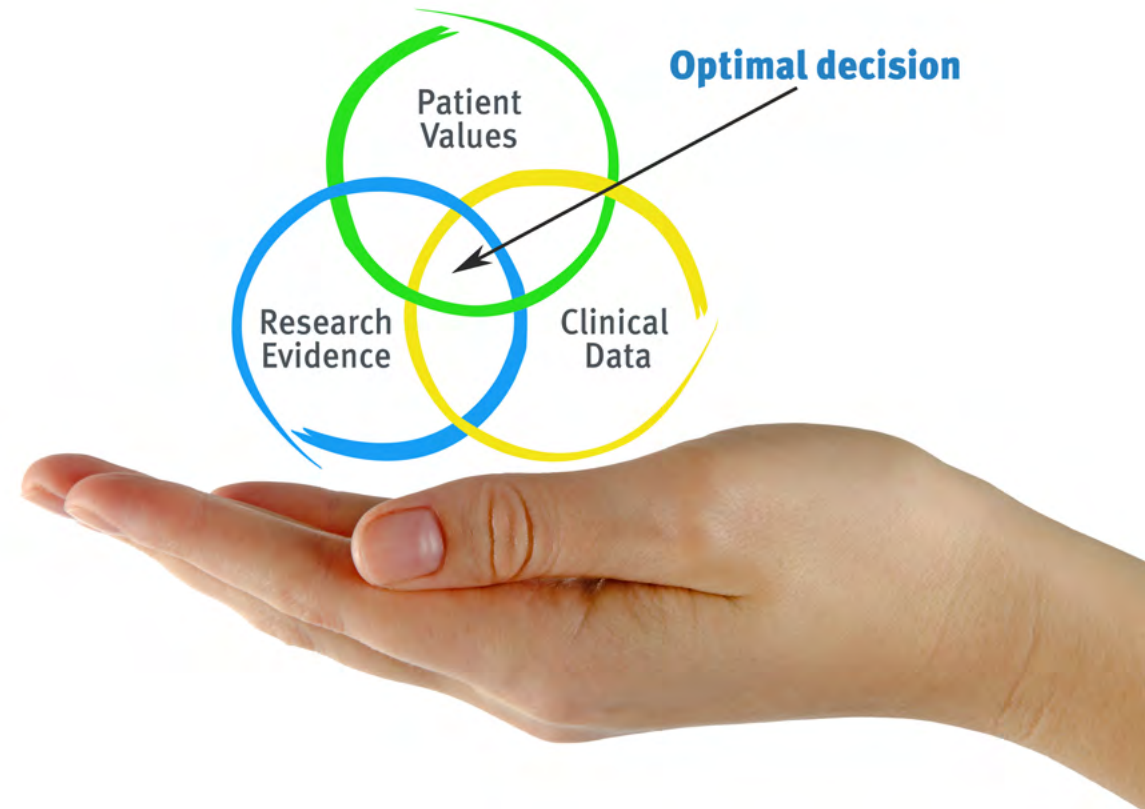 Optimal decision
Patient
Values
Research
Evidence
Clinical
Data